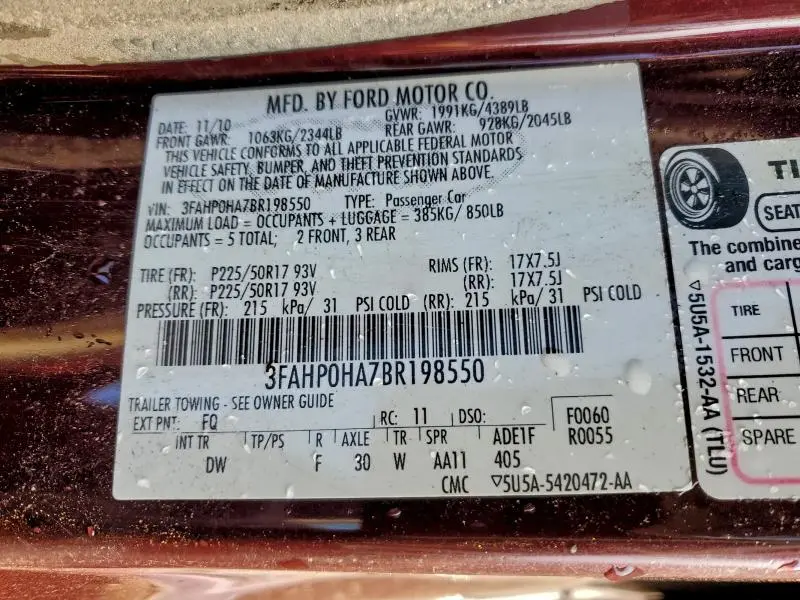 MFD. BY FORD MOTOR CO.
DATE: 11/10 GVWR: 1991KG/4389LB
FRONT GAWR: 1063KG/2344LB REAR GAWR: 928KG/2045LB
THIS VEHICLE CONFORMS TO ALL APPLICABLE FEDERAL MOTOR
VEHICLE SAFETY, BUMPER, AND THEFT PREVENTION STANDARDS
IN EFFECT ON THE DATE OF MANUFACTURE SHOWN ABOVE.
VIN: 3FAHP0HA7BR198550 TYPE: Passenger Car
MAXIMUM LOAD = OCCUPANTS + LUGGAGE = 385KG/ 850LB
OCCUPANTS = 5 TOTAL; 2 FRONT, 3 REAR
TIRE (FR): P225/50R17 93V RIMS (FR): 17X7.5J
(RR): P225/50R17 93V (RR): 17X7.5J
PRESSURE (FR): 215 kPa/ 31 PSI COLD (RR): 215 kPa/ 31 PSI COLD
3FAHP0HA7BR198550
TRAILER TOWING - SEE OWNER GUIDE
EXT PNT: FQ RC: 11 DSO: F0060
INT TR TP/PS R AXLE TR SPR ADE1F R0055
DW F 30 W AA11 405
CMC ▽5U5A-5420472-AA
▽5U5A-1532-AA (TLU)
SEAT
The combine
and carg
TIRE
FRONT
REAR
SPARE